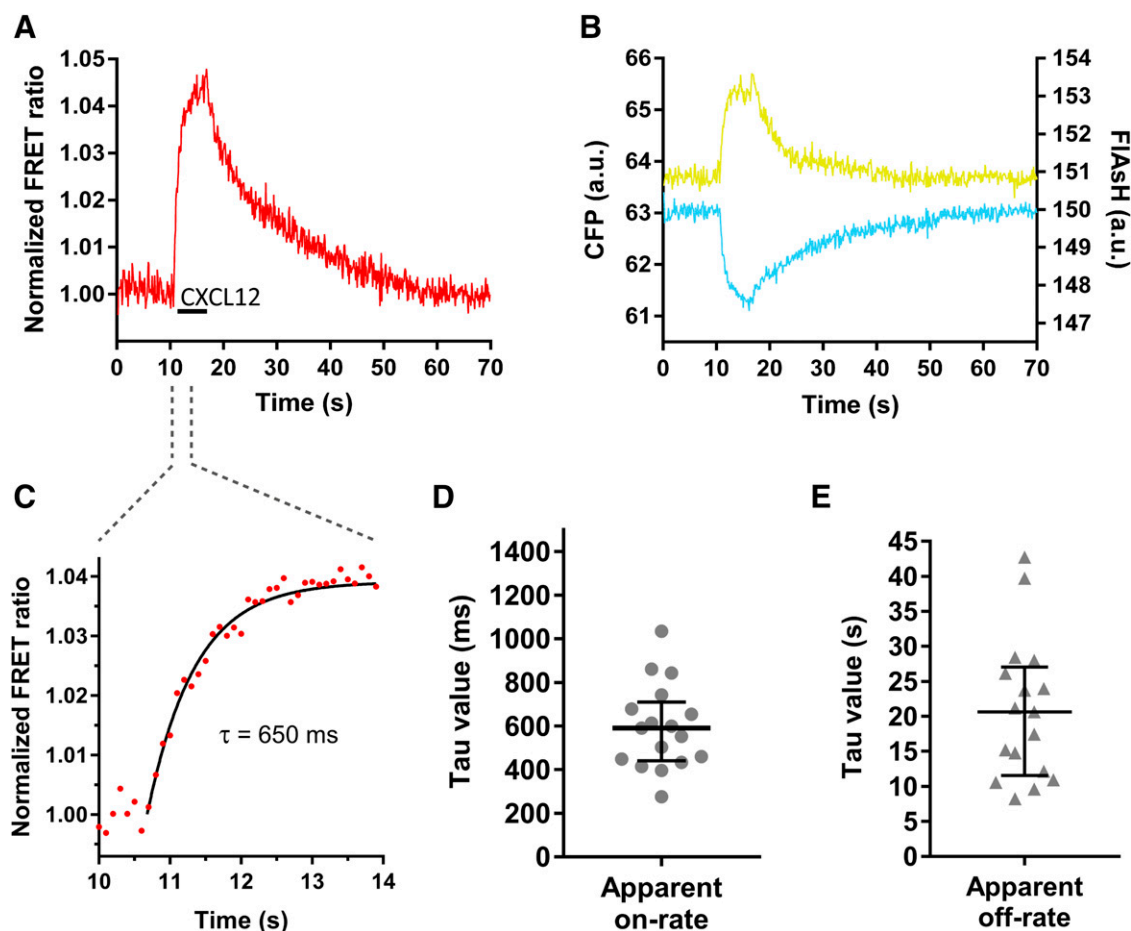 A
Normalized FRET ratio
1.05
1.04
1.03
1.02
1.01
1.00
CXCL12
0 10 20 30 40 50 60 70
Time (s)
B
CFP (a.u.)
66
65
64
63
62
61
154
153
152
151
150
149
148
147
FlAsH (a.u.)
0 10 20 30 40 50 60 70
Time (s)
C
Normalized FRET ratio
1.04
1.03
1.02
1.01
1.00
τ = 650 ms
10 11 12 13 14
Time (s)
D
Tau value (ms)
1400
1200
1000
800
600
400
200
0
Apparent
on-rate
E
Tau value (s)
45
40
35
30
25
20
15
10
5
0
Apparent
off-rate